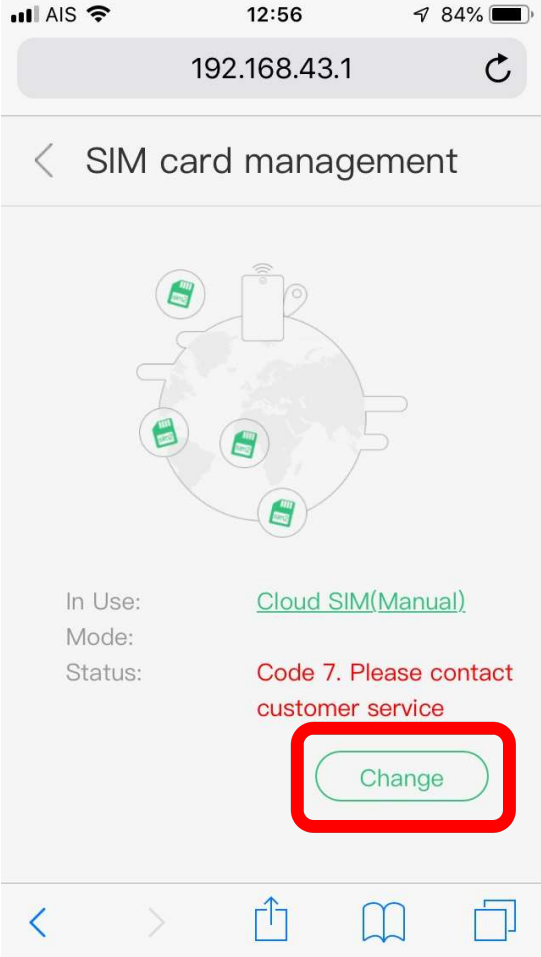 AIS 12:56 84%
192.168.43.1
SIM card management
In Use: Cloud SIM(Manual)
Mode:
Status: Code 7. Please contact
customer service
Change